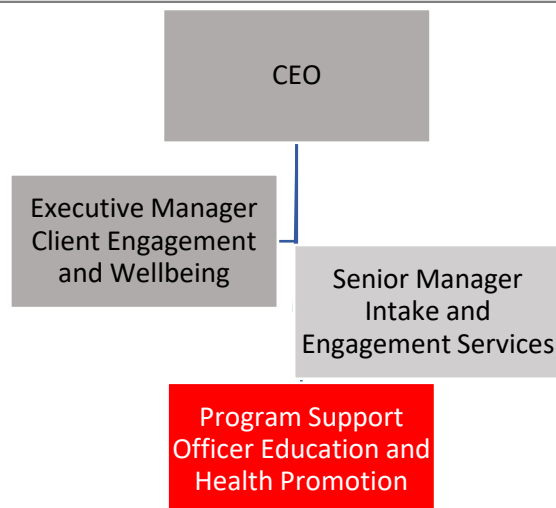 CEO
Executive Manager
Client Engagement
and Wellbeing
Senior Manager
Intake and
Engagement Services
Program Support
Officer Education and
Health Promotion